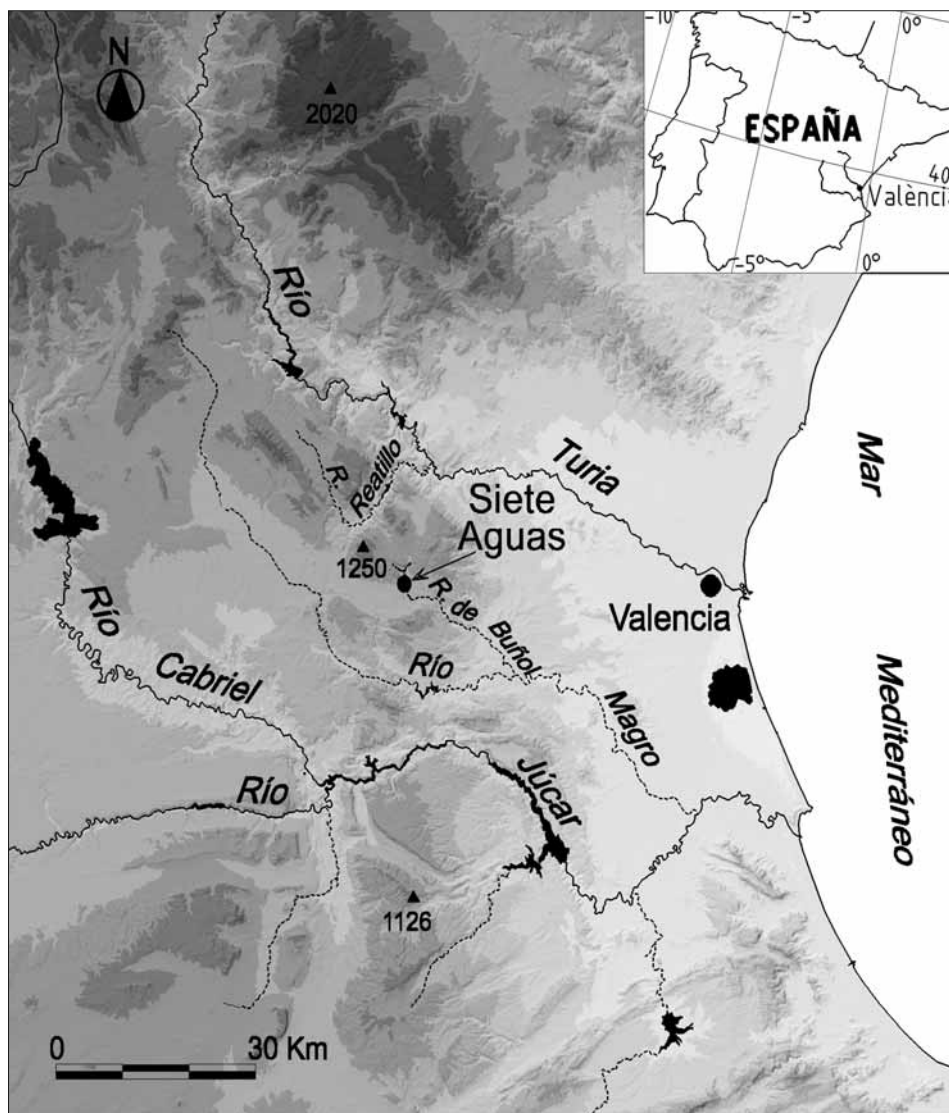 N
2020
-10°
-5°
0°
ESPAÑA
40
València
-5°
0°
Río
Turia
R. Reatillo
Siete
Aguas
1250
R. de Buñol
Valencia
Mar
Mediterráneo
Río
Cabriel
Río
Magro
Río
Júcar
1126
0 30 Km